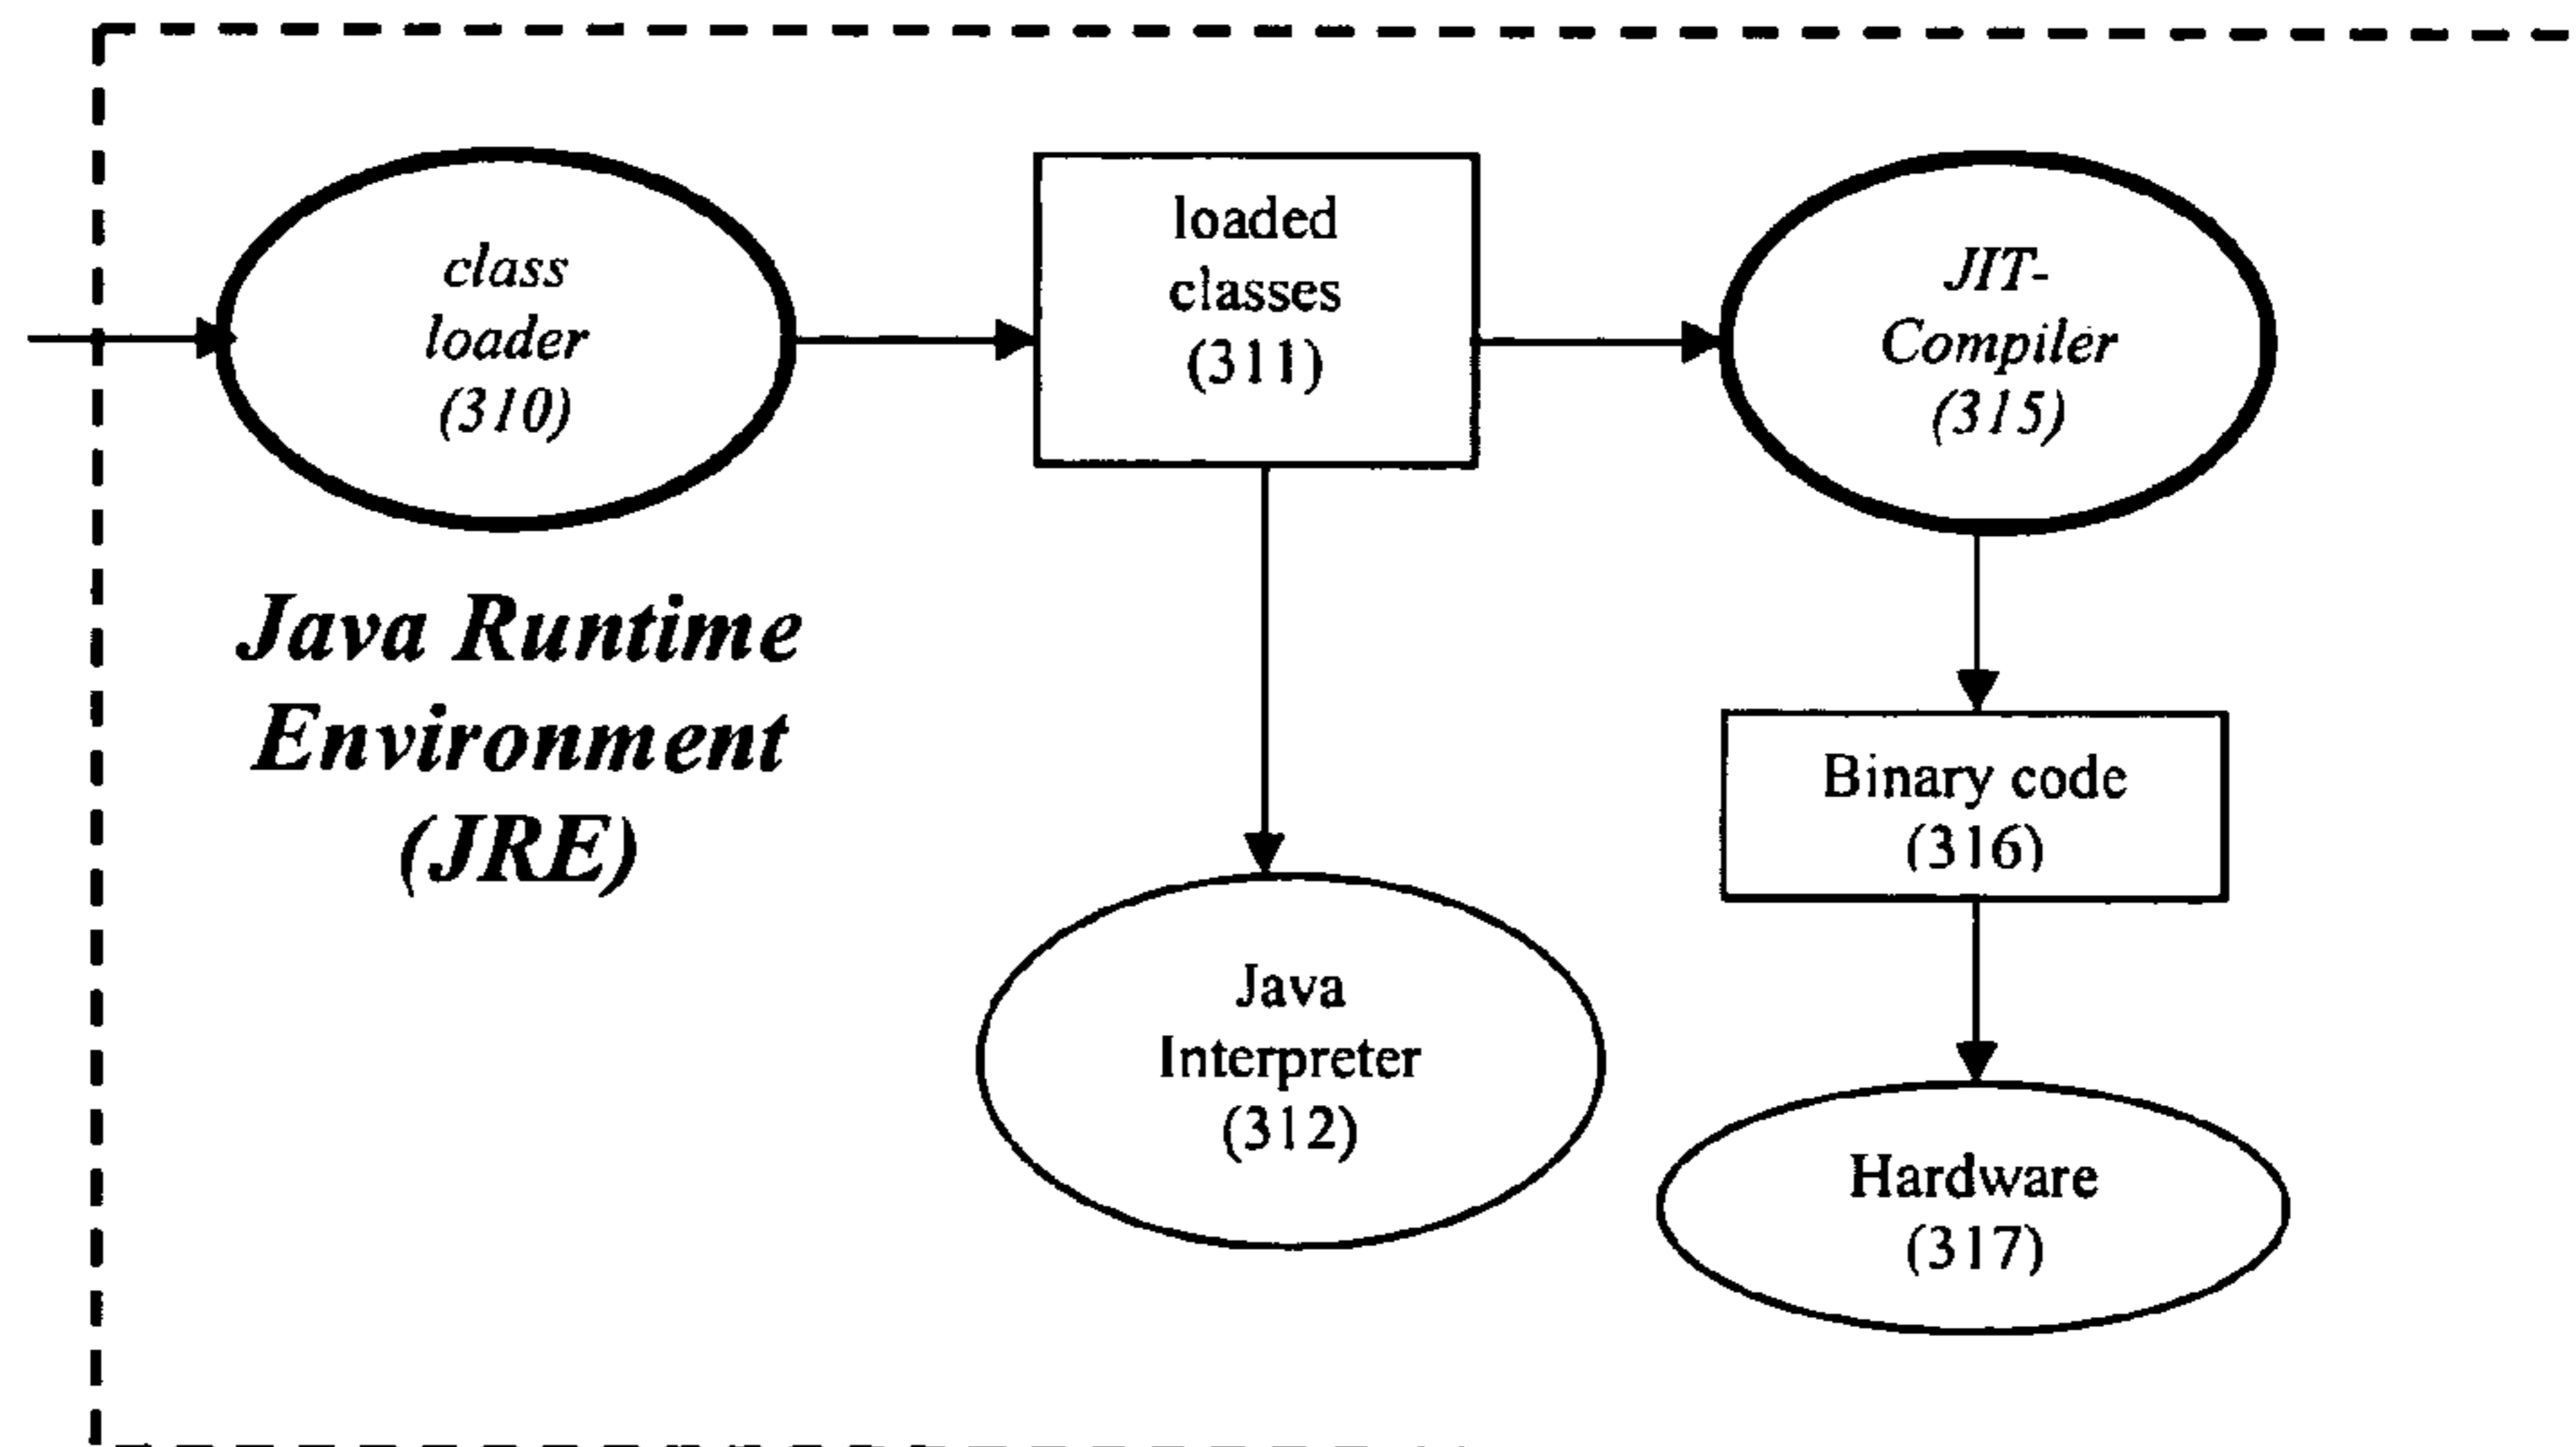 class
loader
(310)
loaded
classes
(311)
JIT-
Compiler
(315)
Java Runtime
Environment
(JRE)
Binary code
(316)
Java
Interpreter
(312)
Hardware
(317)